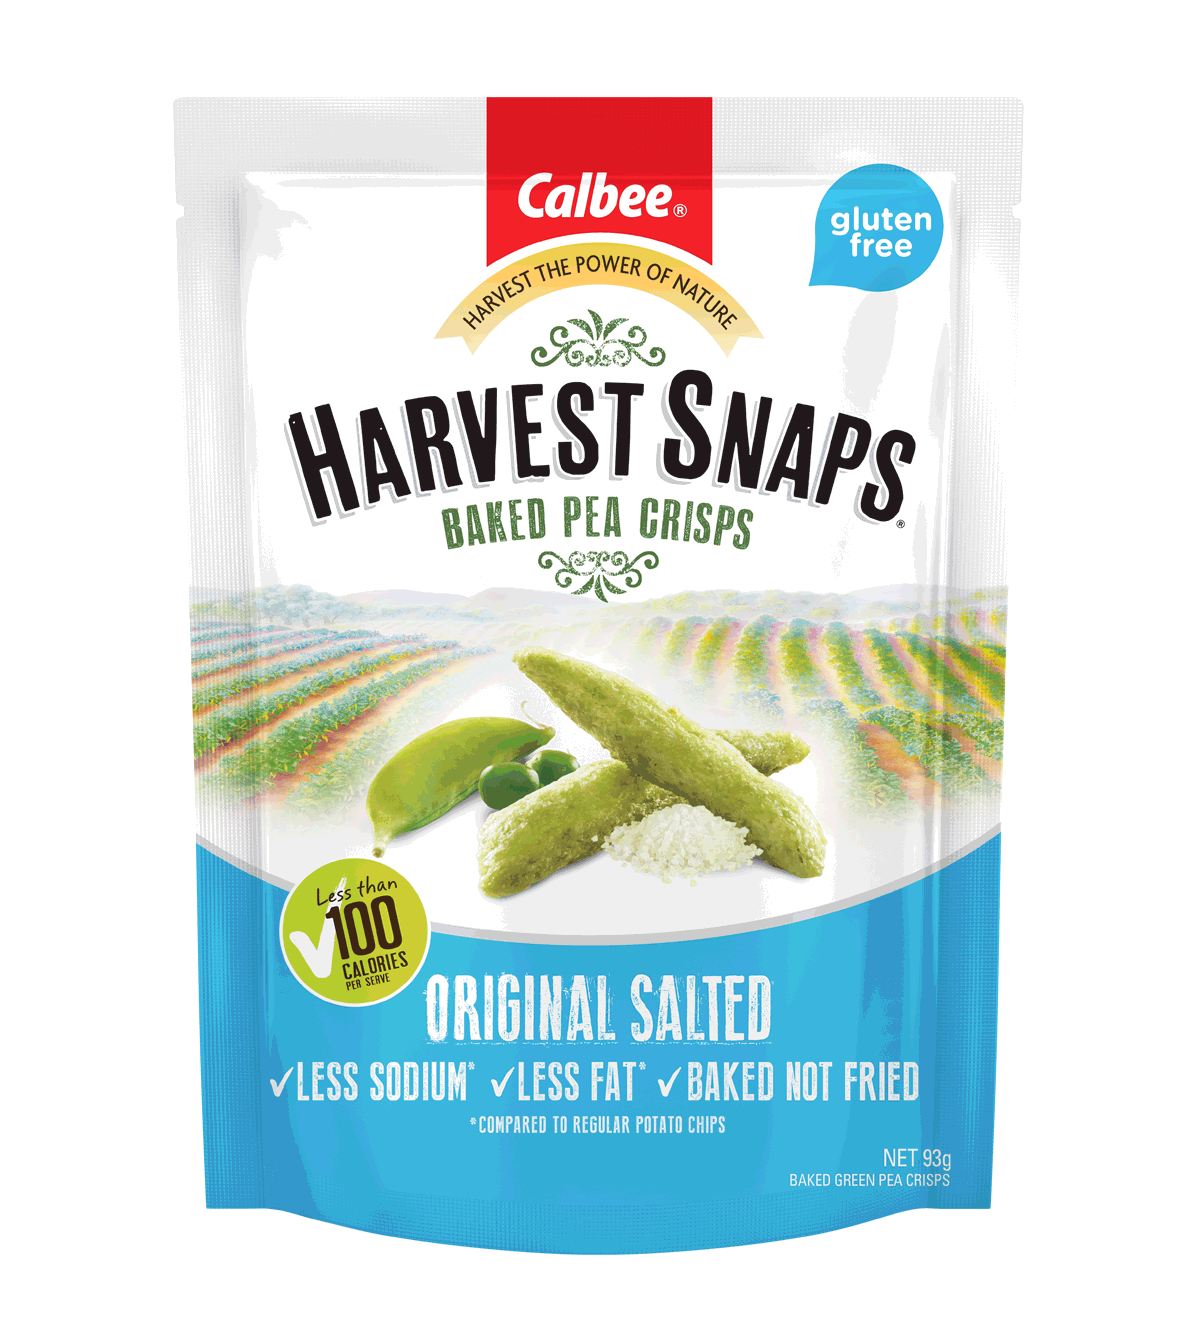 Calbee®
gluten
free
HARVEST THE POWER OF NATURE
HARVEST SNAPS®
BAKED PEA CRISPS
Less than
100
CALORIES
PER SERVE
ORIGINAL SALTED
LESS SODIUM* LESS FAT* BAKED NOT FRIED
*COMPARED TO REGULAR POTATO CHIPS
NET 93g
BAKED GREEN PEA CRISPS